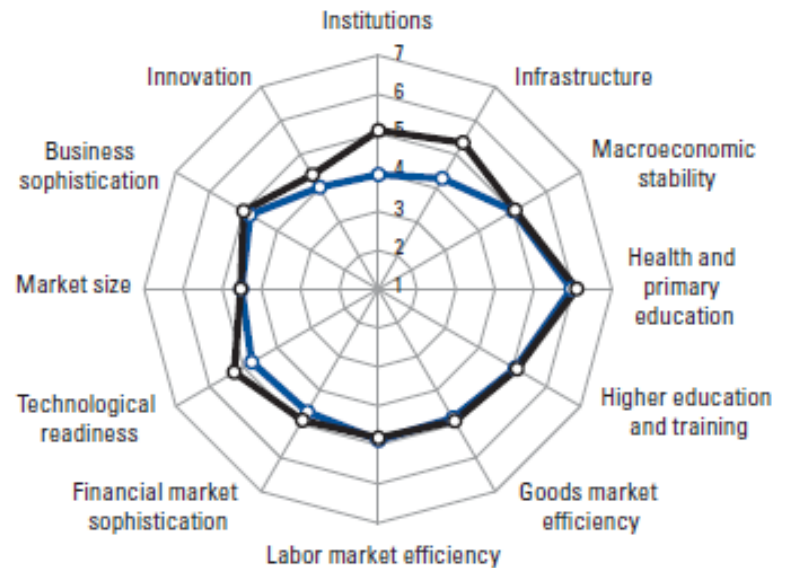 Institutions
7
Innovation
Infrastructure
6
5
Business
sophistication
Macroeconomic
stability
4
3
2
Market size
1
Health and
primary
education
Technological
readiness
Higher education
and training
Financial market
sophistication
Goods market
efficiency
Labor market efficiency